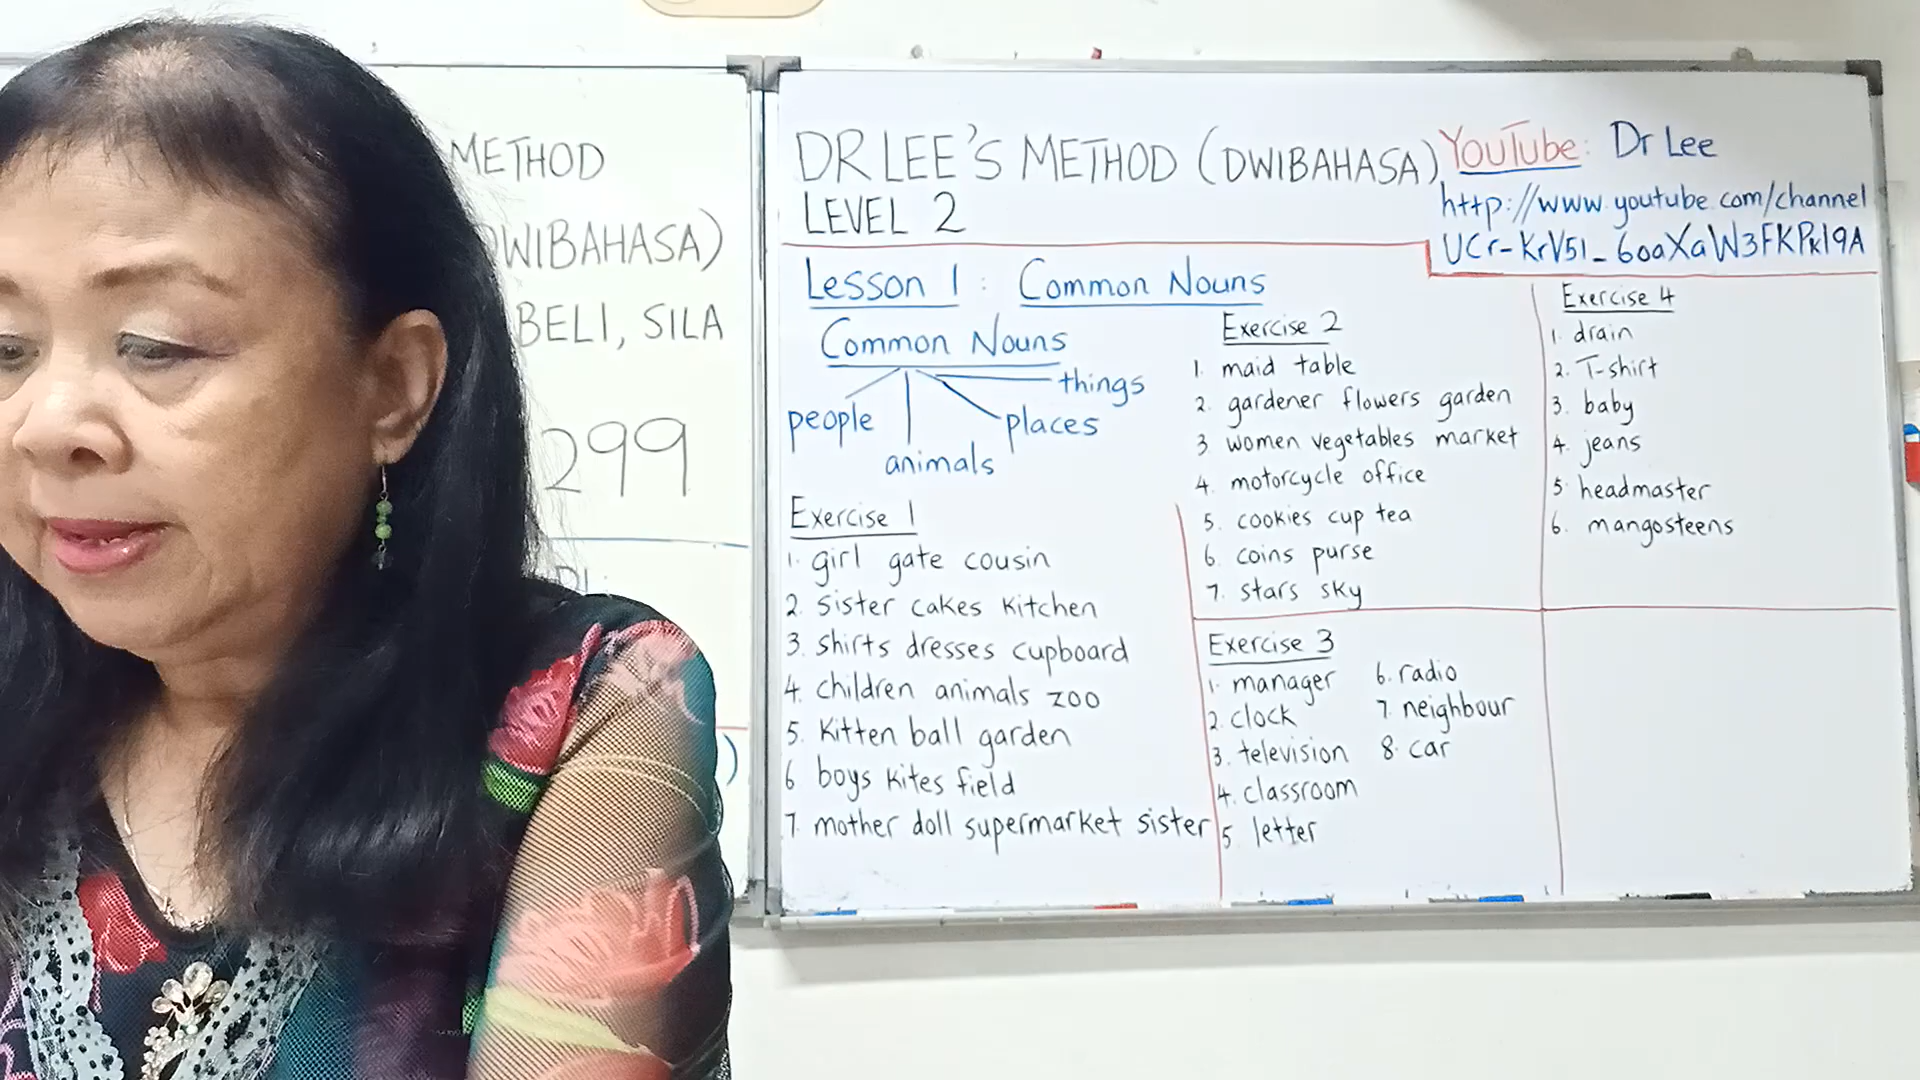 METHOD
WIBAHASA)
BELI, SILA
299
DR LEE'S METHOD (DWIBAHASA)
LEVEL 2
YouTube: Dr Lee
http://www.youtube.com/channel
UCr-KrV51_6oaXaW3FKPKl9A
Lesson 1: Common Nouns
Common Nouns
people
animals
places
things
Exercise 1
1. girl gate cousin
2. sister cakes kitchen
3. shirts dresses cupboard
4. children animals zoo
5. kitten ball garden
6 boys kites field
7. mother doll supermarket sister
Exercise 2
1. maid table
2. gardener flowers garden
3 women vegetables market
4. motorcycle office
5. cookies cup tea
6. coins purse
7. stars sky
Exercise 3
1. manager
2. clock
3. television
4. classroom
5 letter
6. radio
7. neighbour
8. car
Exercise 4
1. drain
2. T-shirt
3. baby
4. jeans
5 headmaster
6. mangosteens